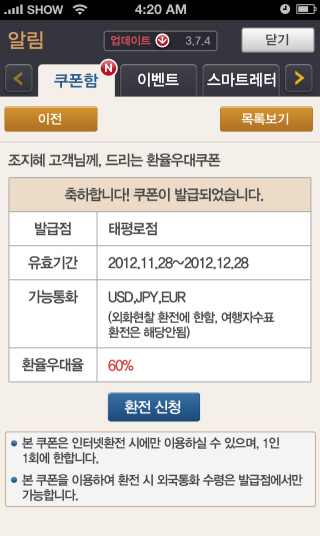 SHOW 4:20 AM
알림 업데이트 3,7,4 닫기
쿠폰함 N 이벤트 스마트레터
이전 목록보기
조지혜 고객님께, 드리는 환율우대쿠폰
축하합니다! 쿠폰이 발급되었습니다.
발급점 태평로점
유효기간 2012.11.28~2012.12.28
가능통화 USD,JPY,EUR
(외화현찰 환전에 한함, 여행자수표
환전은 해당안됨)
환율우대율 60%
환전 신청
본 쿠폰은 인터넷환전 시에만 이용하실 수 있으며, 1인
1회에 한합니다.
본 쿠폰을 이용하여 환전 시 외국통화 수령은 발급점에서만
가능합니다.